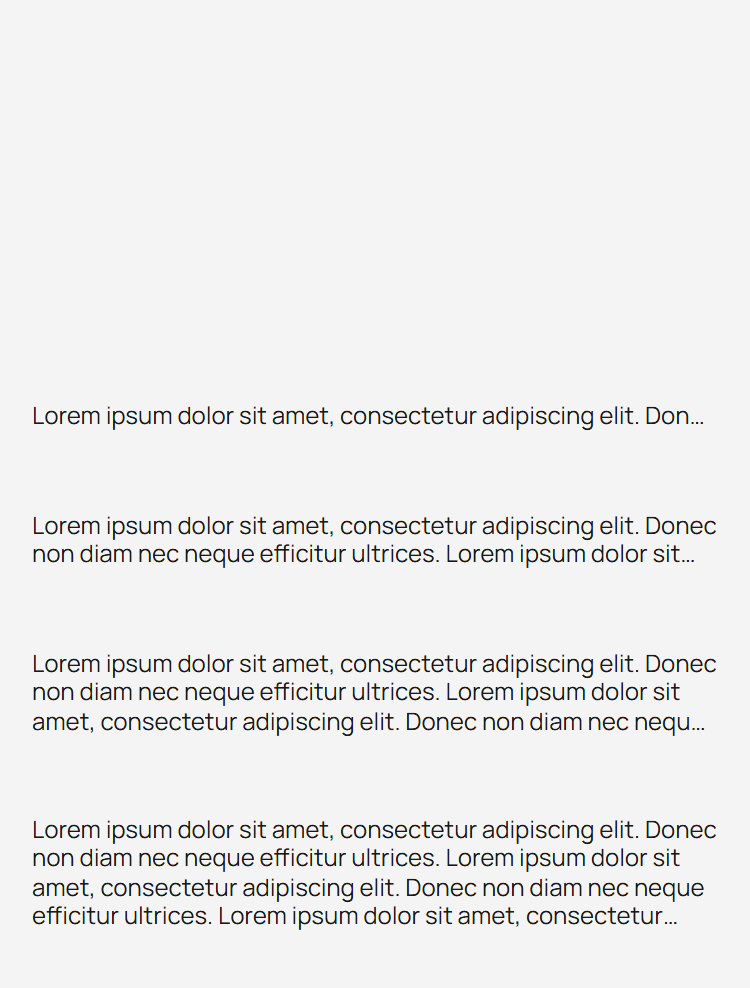 Lorem ipsum dolor sit amet, consectetur adipiscing elit. Don…
Lorem ipsum dolor sit amet, consectetur adipiscing elit. Donec
non diam nec neque efficitur ultrices. Lorem ipsum dolor sit…
Lorem ipsum dolor sit amet, consectetur adipiscing elit. Donec
non diam nec neque efficitur ultrices. Lorem ipsum dolor sit
amet, consectetur adipiscing elit. Donec non diam nec nequ…
Lorem ipsum dolor sit amet, consectetur adipiscing elit. Donec
non diam nec neque efficitur ultrices. Lorem ipsum dolor sit
amet, consectetur adipiscing elit. Donec non diam nec neque
efficitur ultrices. Lorem ipsum dolor sit amet, consectetur…